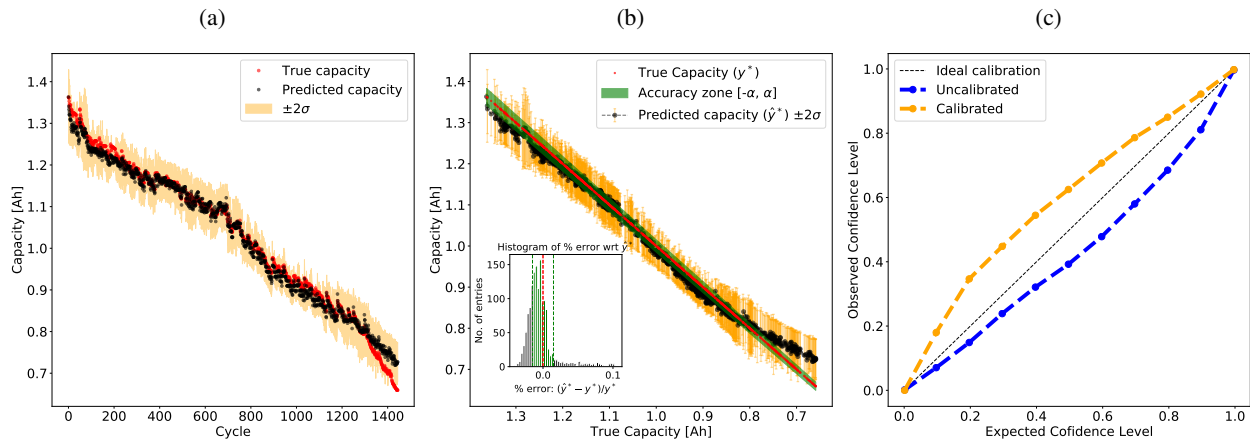 (a)
1.4
1.3
1.2
1.1
1.0
0.9
0.8
0.7
Capacity [Ah]
True capacity
Predicted capacity
±2σ
0 200 400 600 800 1000 1200 1400
Cycle
(b)
1.4
1.3
1.2
1.1
1.0
0.9
0.8
0.7
Capacity [Ah]
True Capacity (y*)
Accuracy zone [-α, α]
Predicted capacity (ŷ*) ±2σ
Histogram of % error wrt ŷ*
150
100
50
0
No. of entries
0.0 0.1
% error: (ŷ* − y*)/y*
1.3 1.2 1.1 1.0 0.9 0.8 0.7
True Capacity [Ah]
(c)
1.0
0.8
0.6
0.4
0.2
0.0
Observed Confidence Level
Ideal calibration
Uncalibrated
Calibrated
0.0 0.2 0.4 0.6 0.8 1.0
Expected Cofidence Level